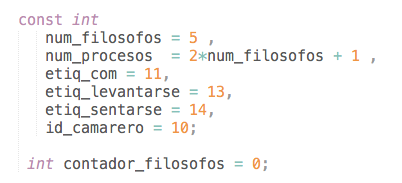 const int
num_filosofos = 5 ,
num_procesos  = 2*num_filosofos + 1 ,
etiq_com = 11,
etiq_levantarse = 13,
etiq_sentarse = 14,
id_camarero = 10;
int contador_filosofos = 0;